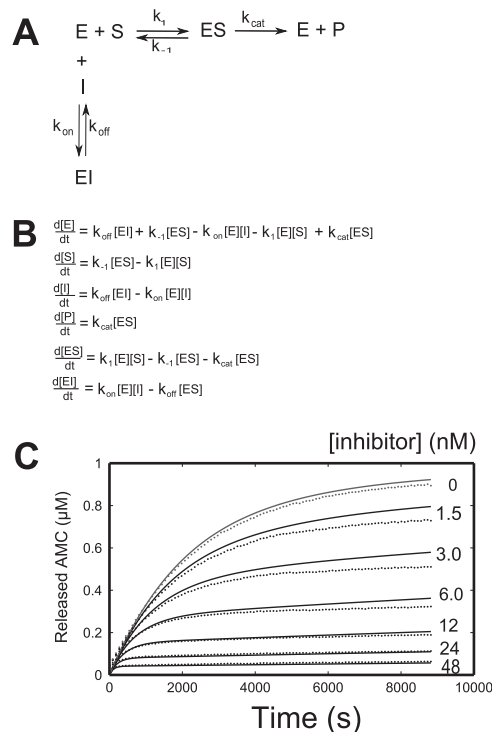 A
E + S k₁ k₋₁ ES kcat E + P
+
I
kon koff
EI
B
d[E]/dt = koff[EI] + k₋₁[ES] - kon[E][I] - k₁[E][S] + kcat[ES]
d[S]/dt = k₋₁[ES] - k₁[E][S]
d[I]/dt = koff[EI] - kon[E][I]
d[P]/dt = kcat[ES]
d[ES]/dt = k₁[E][S] - k₋₁[ES] - kcat[ES]
d[EI]/dt = kon[E][I] - koff[ES]
[inhibitor] (nM)
C
1
0.8
0.6
0.4
0.2
0
Released AMC (µM)
0
1.5
3.0
6.0
12
24
48
0 2000 4000 6000 8000 10000
Time (s)